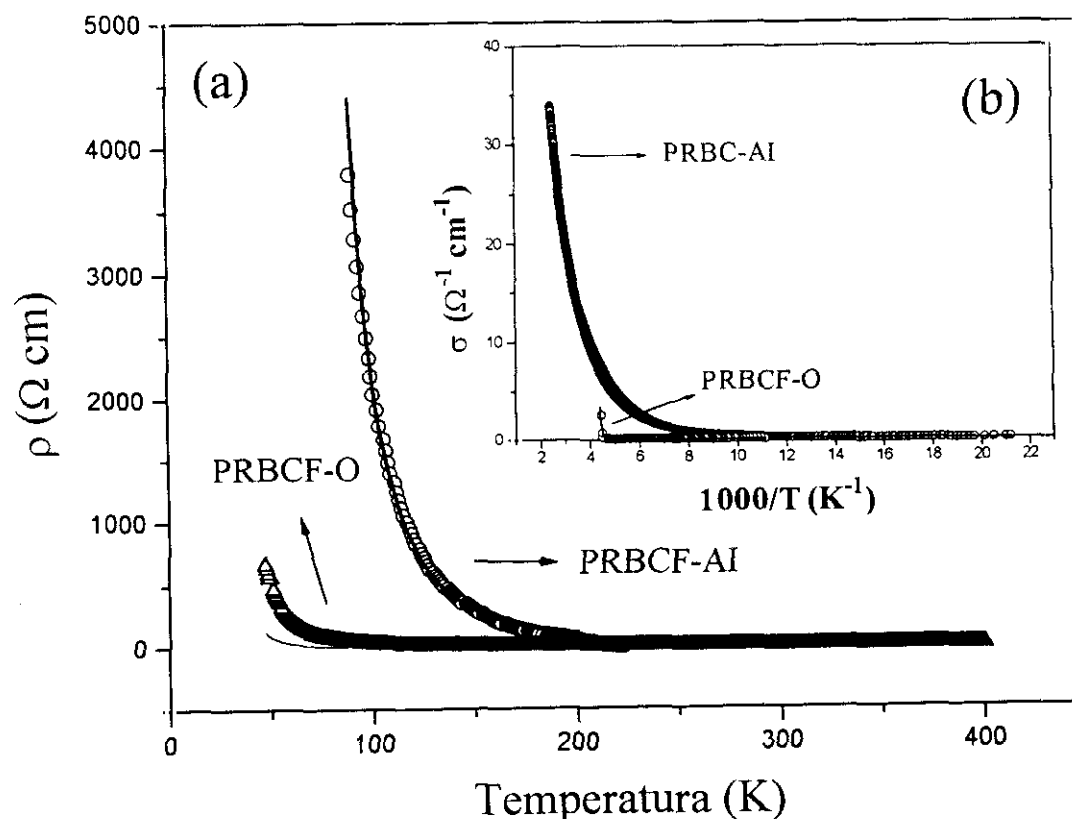 (a)
5000
4000
3000
2000
1000
0
ρ (Ω cm)
PRBCF-O
PRBCF-AI
0
100
200
300
400
Temperatura (K)
(b)
40
30
20
10
0
σ (Ω⁻¹ cm⁻¹)
PRBC-AI
PRBCF-O
2 4 6 8 10 12 14 16 18 20 22
1000/T (K⁻¹)